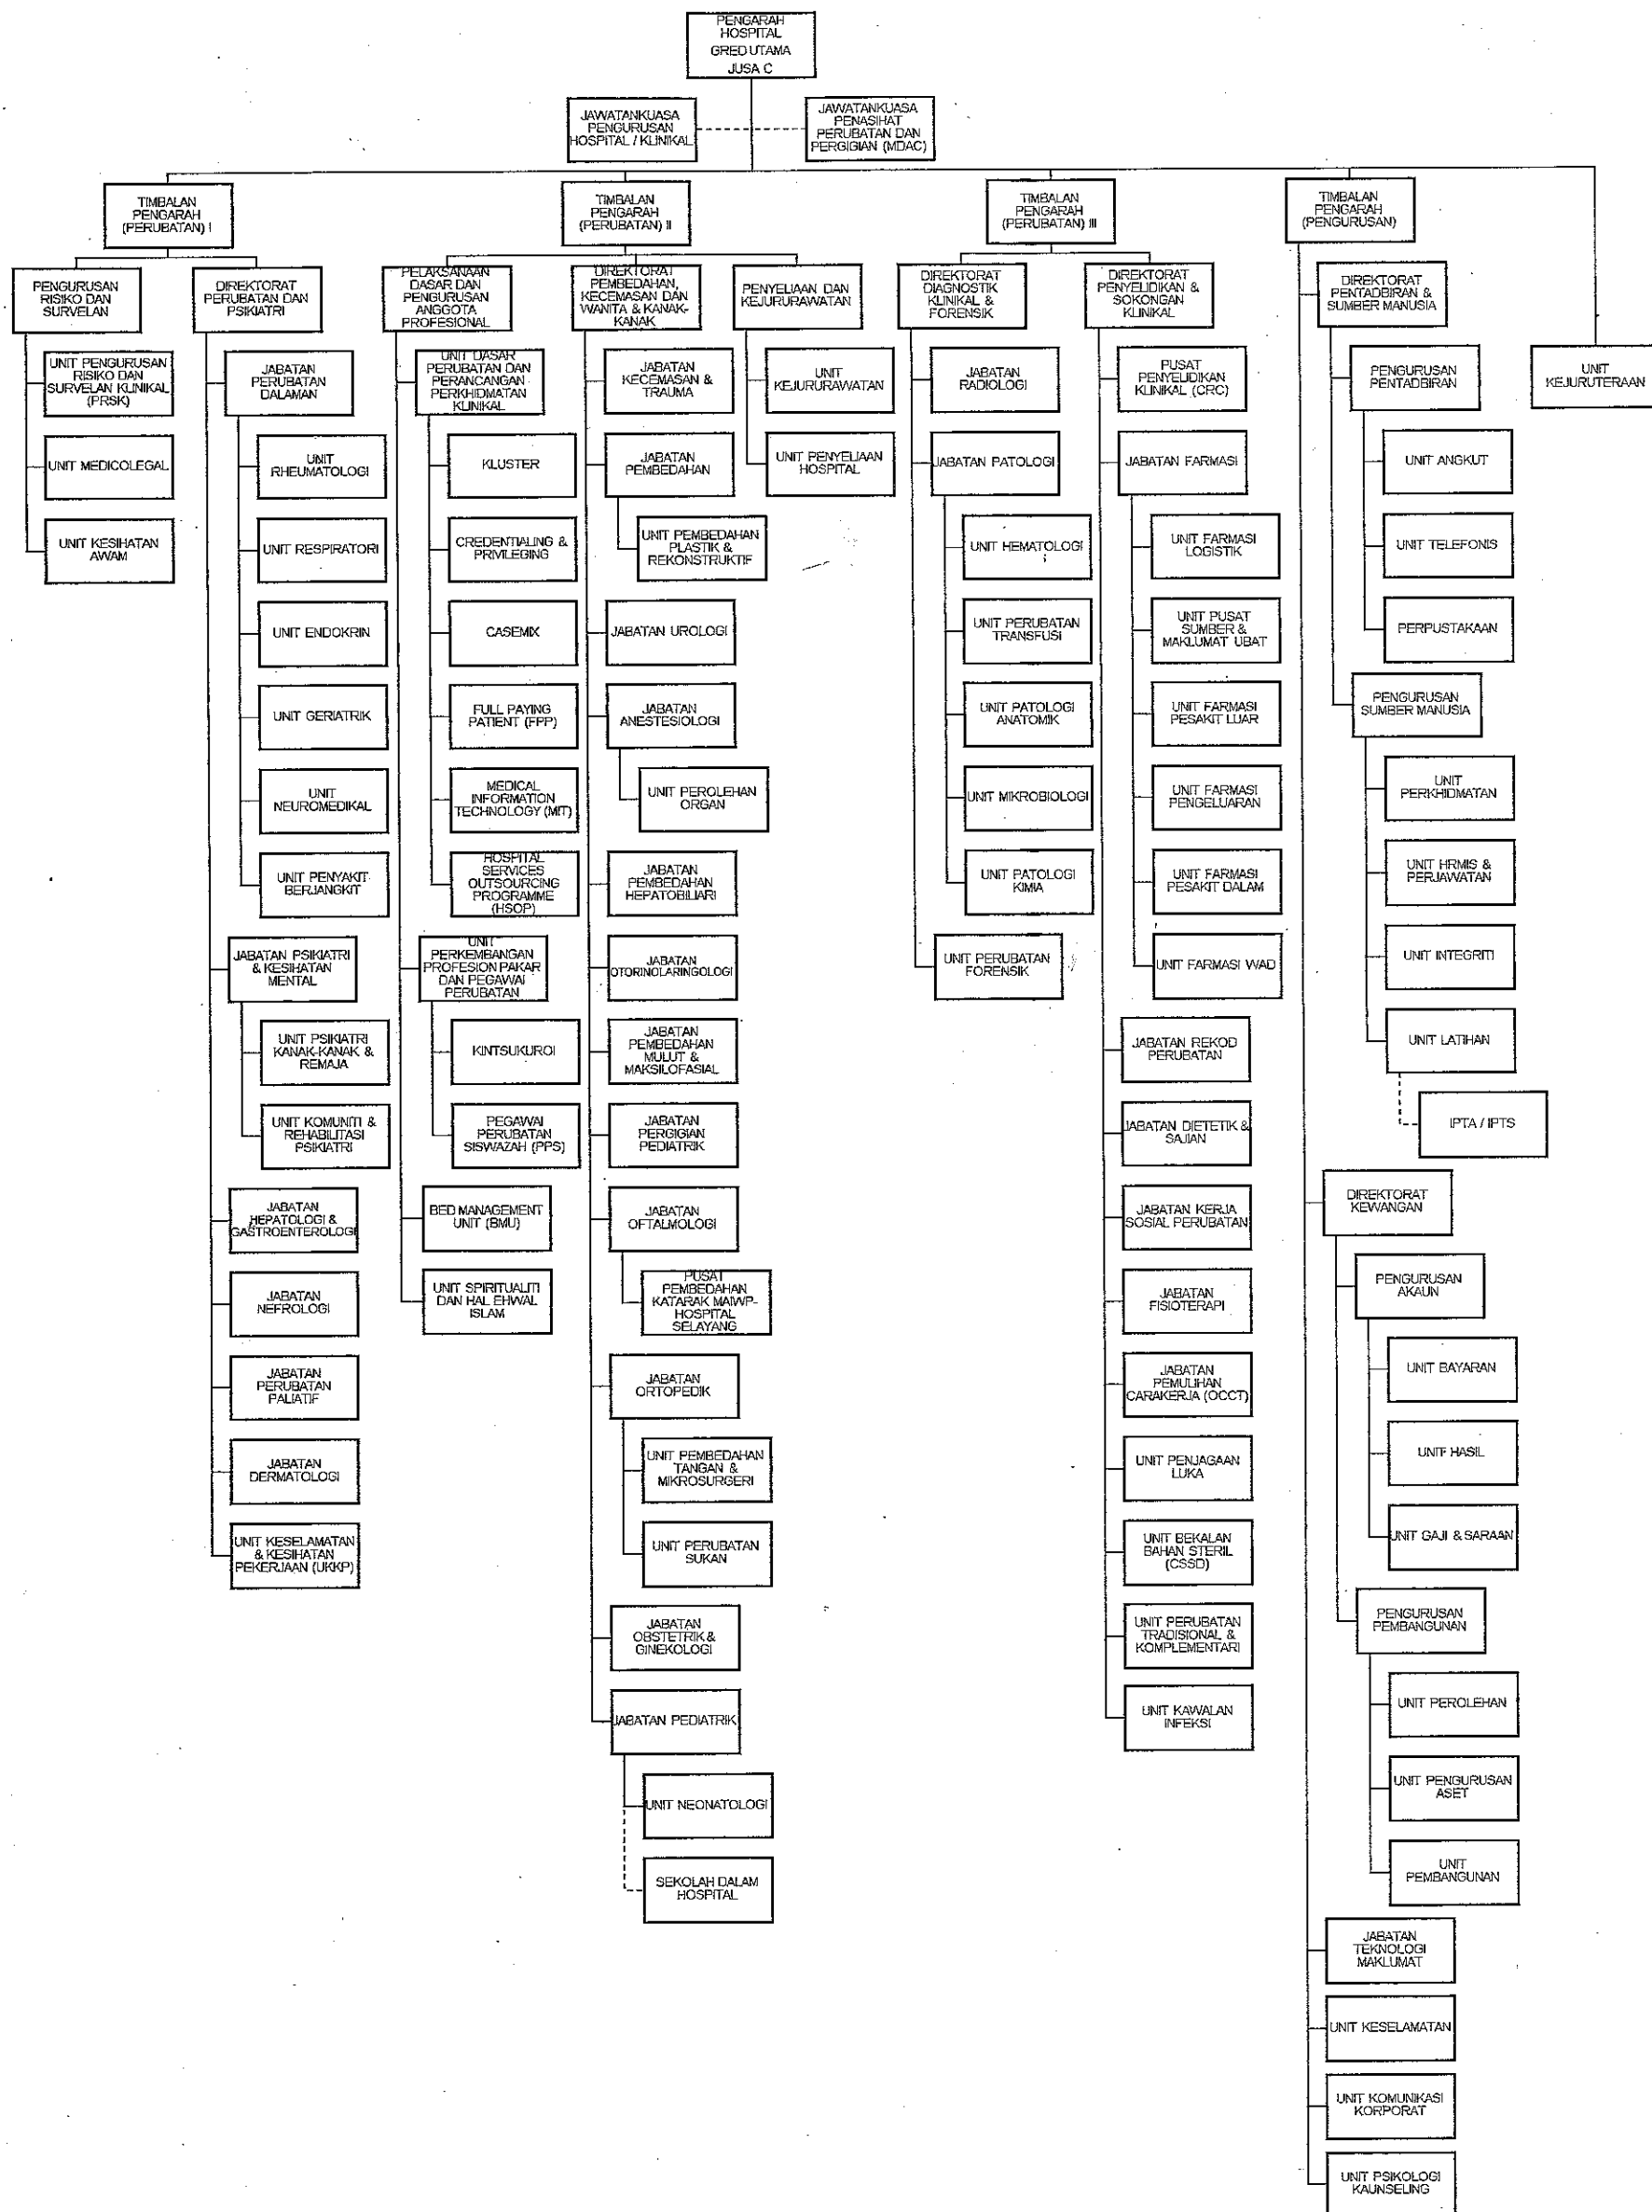 PENGARAH
HOSPITAL
GRED UTAMA
JUSA C
JAWATANKUASA
PENGURUSAN
HOSPITAL / KLINIKAL
JAWATANKUASA
PENASIHAT
PERUBATAN DAN
PERGIGIAN (MDAC)
TIMBALAN
PENGARAH
(PERUBATAN) I
PENGURUSAN
RISIKO DAN
SURVELAN
UNIT PENGURUSAN
RISIKO DAN
SURVELAN KLINIKAL
(PRSK)
UNIT MEDICOLEGAL
UNIT KESIHATAN
AWAM
DIREKTORAT
PERUBATAN DAN
PSIKIATRI
JABATAN
PERUBATAN
DALAMAN
UNIT
RHEUMATOLOGI
UNIT RESPIRATORI
UNIT ENDOKRIN
UNIT GERIATRIK
UNIT
NEUROMEDIKAL
UNIT PENYAKIT
BERJANGKIT
JABATAN PSIKIATRI
& KESIHATAN
MENTAL
UNIT PSIKIATRI
KANAK-KANAK &
REMAJA
UNIT KOMUNITI &
REHABILITASI
PSIKIATRI
JABATAN
HEPATOLOGI &
GASTROENTEROLOGI
JABATAN
NEFROLOGI
JABATAN
PERUBATAN
PALIATIF
JABATAN
DERMATOLOGI
UNIT KESELAMATAN
& KESIHATAN
PEKERJAAN (UKKP)
TIMBALAN
PENGARAH
(PERUBATAN) II
PELAKSANAAN
DASAR DAN
PENGURUSAN
ANGGOTA
PROFESIONAL
UNIT DASAR
PERUBATAN DAN
PERANCANGAN
PERKHIDMATAN
KLINIKAL
KLUSTER
CREDENTIALING &
PRIVILEGING
CASEMIX
FULL PAYING
PATIENT (FPP)
MEDICAL
INFORMATION
TECHNOLOGY (MIT)
HOSPITAL
SERVICES
OUTSOURCING
PROGRAMME
(HSOP)
UNIT
PERKEMBANGAN
PROFESION PAKAR
DAN PEGAWAI
PERUBATAN
KINTSUKUROI
PEGAWAI
PERUBATAN
SISWAZAH (PPS)
BED MANAGEMENT
UNIT (BMU)
UNIT SPIRITUALITI
DAN HAL EHWAL
ISLAM
DIREKTORAT
PEMBEDAHAN,
KECEMASAN DAN
WANITA & KANAK-
KANAK
JABATAN
KECEMASAN &
TRAUMA
JABATAN
PEMBEDAHAN
UNIT PEMBEDAHAN
PLASTIK &
REKONSTRUKTIF
JABATAN UROLOGI
JABATAN
ANESTESIOLOGI
UNIT PEROLEHAN
ORGAN
JABATAN
PEMBEDAHAN
HEPATOBILIARI
JABATAN
OTORINOLARINGOLOGI
JABATAN
PEMBEDAHAN
MULUT &
MAKSILOFASIAL
JABATAN
PERGIGIAN
PEDIATRIK
JABATAN
OFTALMOLOGI
PUSAT
PEMBEDAHAN
KATARAK MAIWP-
HOSPITAL
SELAYANG
JABATAN
ORTOPEDIK
UNIT PEMBEDAHAN
TANGAN &
MIKROSURGERI
UNIT PERUBATAN
SUKAN
JABATAN
OBSTETRIK &
GINEKOLOGI
JABATAN PEDIATRIK
UNIT NEONATOLOGI
SEKOLAH DALAM
HOSPITAL
PENYELIAAN DAN
KEJURURAWATAN
UNIT
KEJURURAWATAN
UNIT PENYELIAAN
HOSPITAL
TIMBALAN
PENGARAH
(PERUBATAN) III
DIREKTORAT
DIAGNOSTIK
KLINIKAL &
FORENSIK
JABATAN
RADIOLOGI
JABATAN PATOLOGI
UNIT HEMATOLOGI
UNIT PERUBATAN
TRANSFUSI
UNIT PATOLOGI
ANATOMIK
UNIT MIKROBIOLOGI
UNIT PATOLOGI
KIMIA
UNIT PERUBATAN
FORENSIK
DIREKTORAT
PENYELIDIKAN &
SOKONGAN
KLINIKAL
PUSAT
PENYELIDIKAN
KLINIKAL (CRC)
JABATAN FARMASI
UNIT FARMASI
LOGISTIK
UNIT PUSAT
SUMBER &
MAKLUMAT UBAT
UNIT FARMASI
PESAKIT LUAR
UNIT FARMASI
PENGELUARAN
UNIT FARMASI
PESAKIT DALAM
UNIT FARMASI WAD
JABATAN REKOD
PERUBATAN
JABATAN DIETETIK &
SAJIAN
JABATAN KERJA
SOSIAL PERUBATAN
JABATAN
FISIOTERAPI
JABATAN
PEMULIHAN
CARAKERJA (OCCT)
UNIT PENJAGAAN
LUKA
UNIT BEKALAN
BAHAN STERIL
(CSSD)
UNIT PERUBATAN
TRADISIONAL &
KOMPLEMENTARI
UNIT KAWALAN
INFEKSI
TIMBALAN
PENGARAH
(PENGURUSAN)
DIREKTORAT
PENTADBIRAN &
SUMBER MANUSIA
PENGURUSAN
PENTADBIRAN
UNIT ANGKUT
UNIT TELEFONIS
PERPUSTAKAAN
PENGURUSAN
SUMBER MANUSIA
UNIT
PERKHIDMATAN
UNIT HRMIS &
PERJAWATAN
UNIT INTEGRITI
UNIT LATIHAN
IPTA / IPTS
DIREKTORAT
KEWANGAN
PENGURUSAN
AKAUN
UNIT BAYARAN
UNIT HASIL
UNIT GAJI & SARAAN
PENGURUSAN
PEMBANGUNAN
UNIT PEROLEHAN
UNIT PENGURUSAN
ASET
UNIT
PEMBANGUNAN
JABATAN
TEKNOLOGI
MAKLUMAT
UNIT KESELAMATAN
UNIT KOMUNIKASI
KORPORAT
UNIT PSIKOLOGI
KAUNSELING
UNIT
KEJURUTERAAN